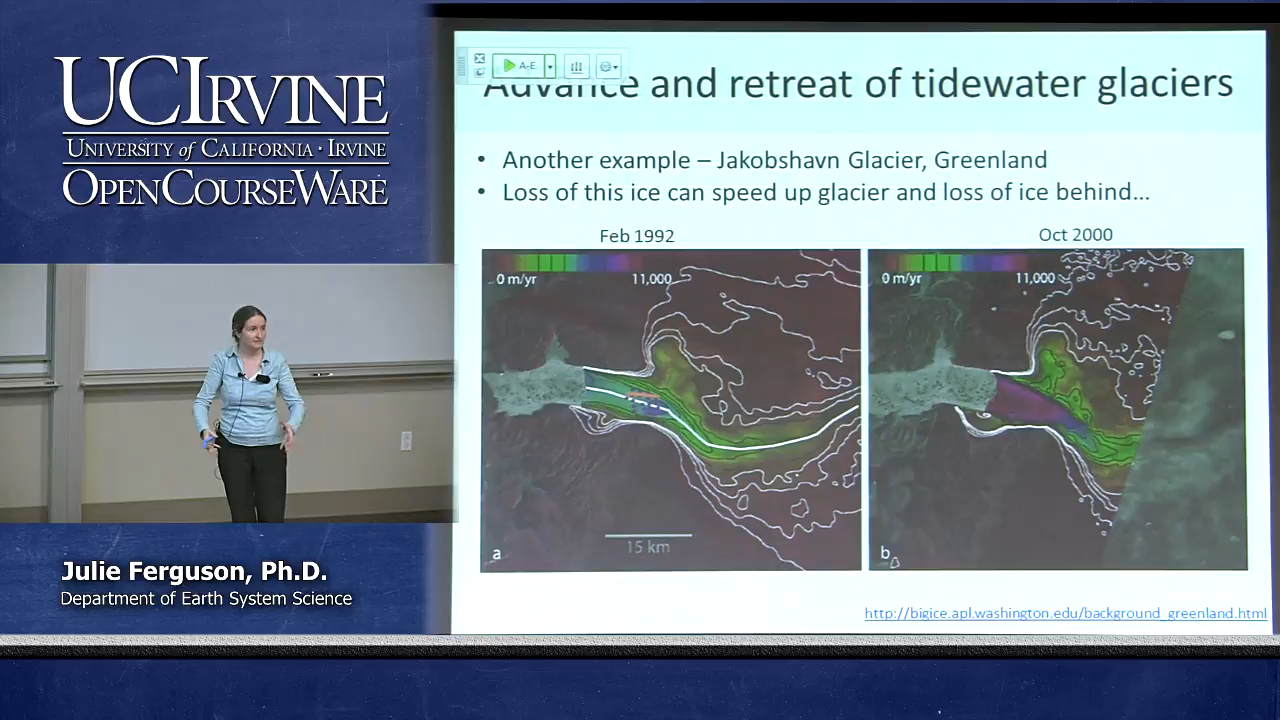 UCIRVINE
UNIVERSITY of CALIFORNIA · IRVINE
OPENCOURSEWARE
Julie Ferguson, Ph.D.
Department of Earth System Science
A-E
Advance and retreat of tidewater glaciers
• Another example – Jakobshavn Glacier, Greenland
• Loss of this ice can speed up glacier and loss of ice behind...
Feb 1992
0 m/yr 11,000
15 km
a
Oct 2000
0 m/yr 11,000
b
http://bigice.apl.washington.edu/background_greenland.html